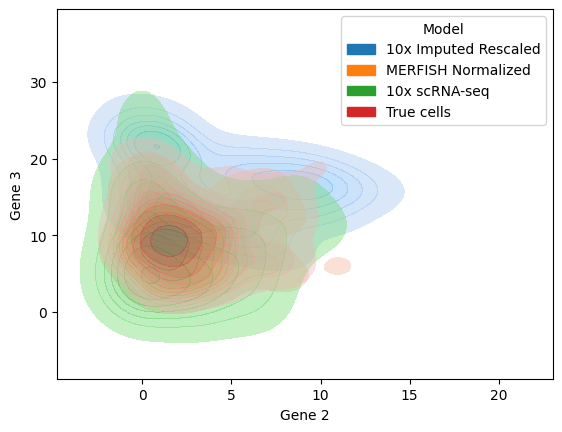 Model
10x Imputed Rescaled
MERFISH Normalized
10x scRNA-seq
True cells
30
20
10
0
Gene 3
0
5
10
15
20
Gene 2